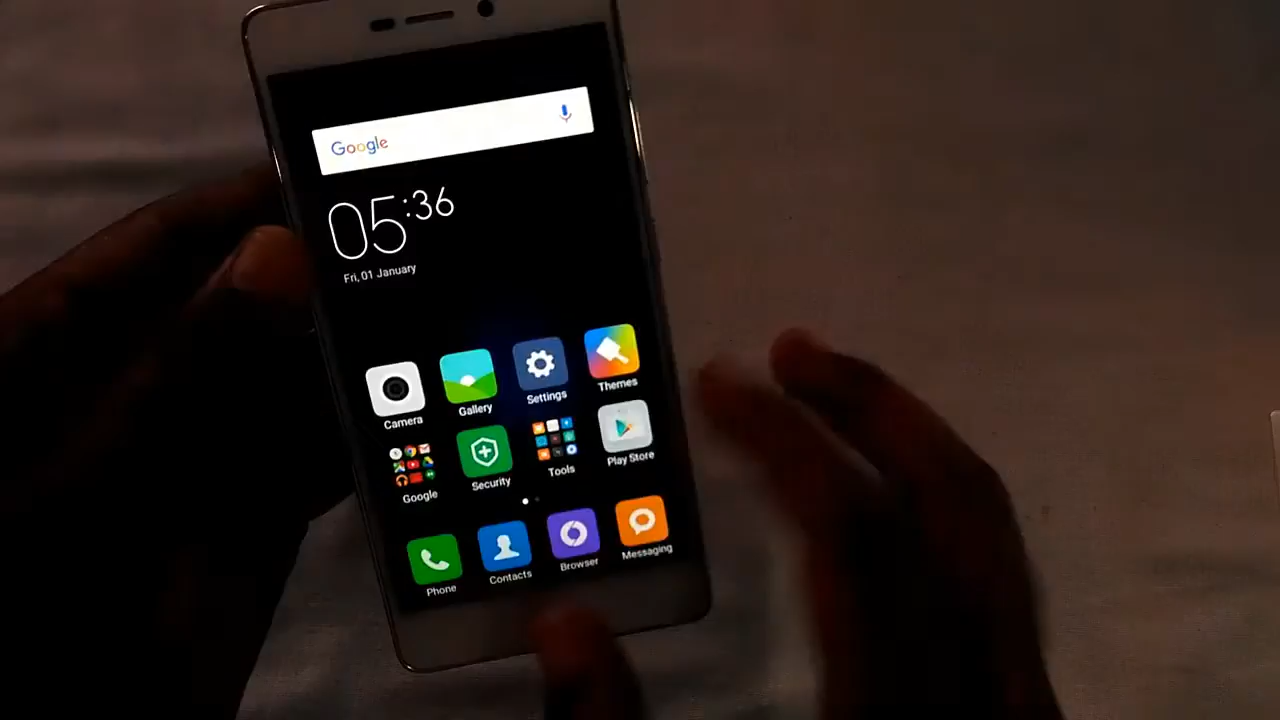 Google
05:36
Fri, 01 January
Camera
Gallery
Settings
Themes
Google
Security
Tools
Play Store
Phone
Contacts
Browser
Messaging